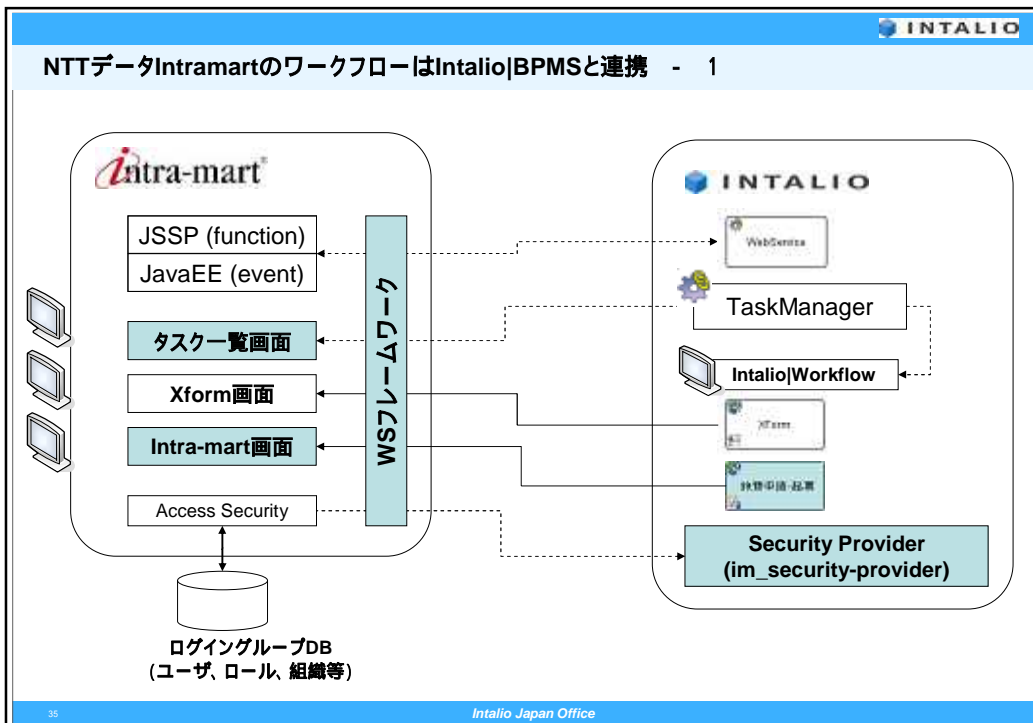 INTALIO
NTTデータIntramartのワークフローはIntalio|BPMSと連携 - 1
intra-mart®
JSSP (function)
JavaEE (event)
タスク一覧画面
Xform画面
Intra-mart画面
Access Security
WSフレームワーク
ログイングループDB
(ユーザ、ロール、組織等)
INTALIO
WebService
TaskManager
Intalio|Workflow
XForm
Security Provider
(im_security-provider)
35
Intalio Japan Office